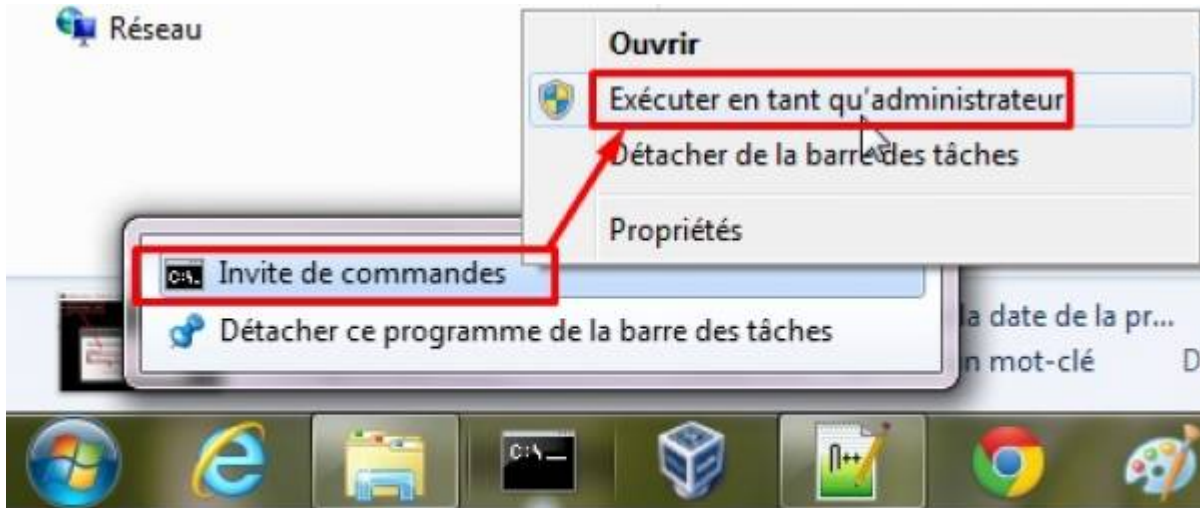 Réseau
Ouvrir
Exécuter en tant qu'administrateur
Détacher de la barre des tâches
Propriétés
Invite de commandes
Détacher ce programme de la barre des tâches
la date de la pr...
n mot-clé D
C:\_
n++